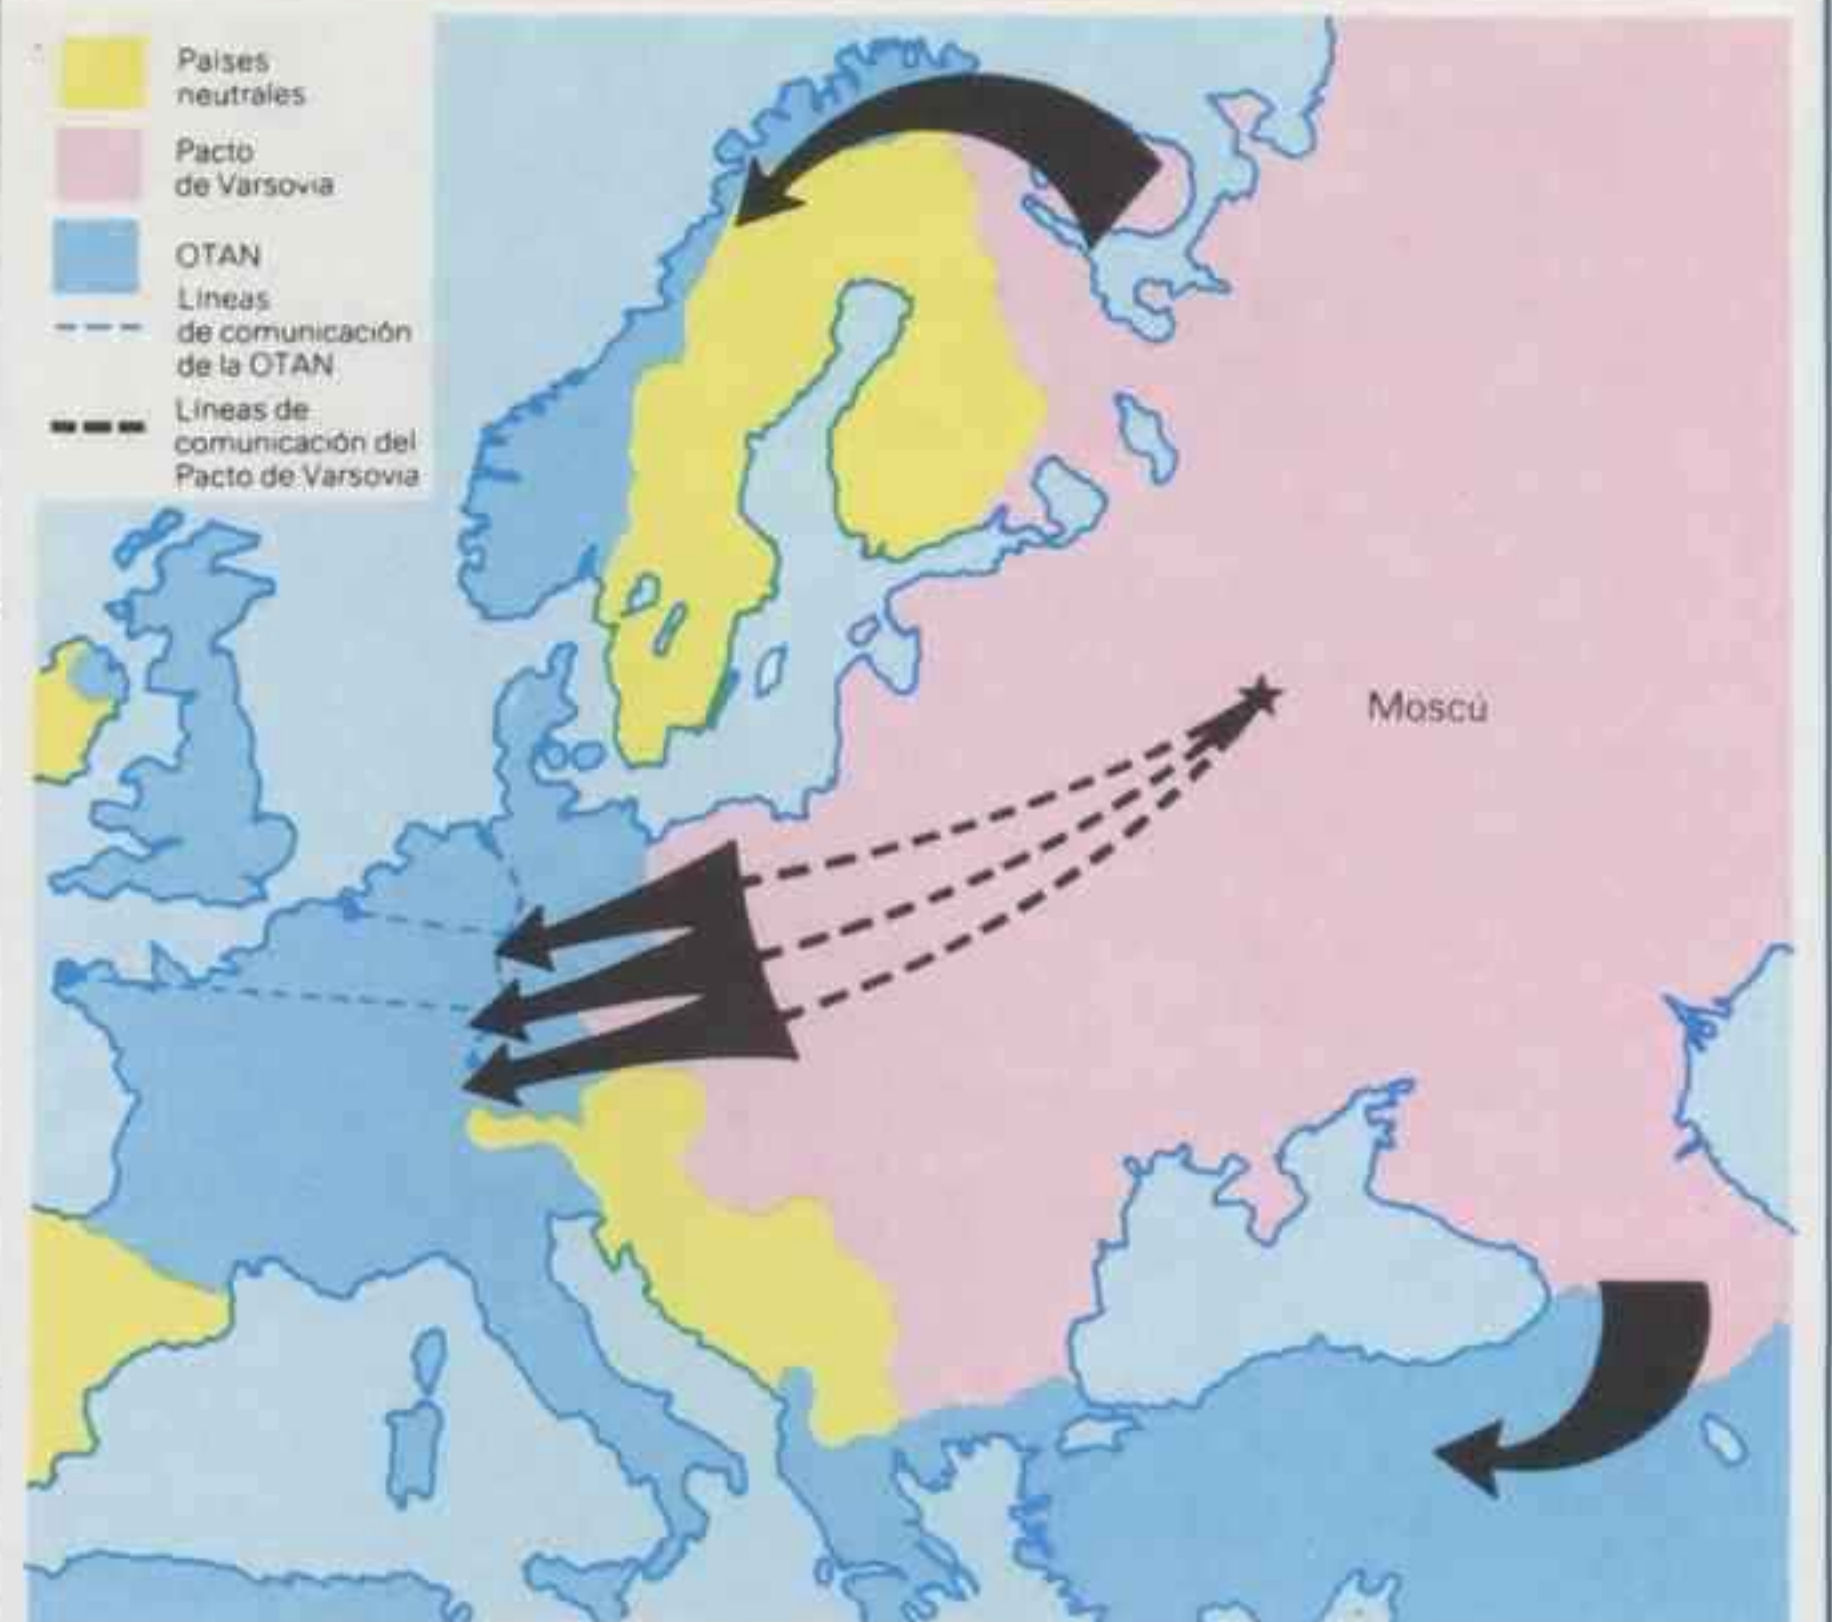 Paises
neutrales
Pacto
de Varsovia
OTAN
Líneas
de comunicación
de la OTAN
Líneas de
comunicación del
Pacto de Varsovia
Moscú